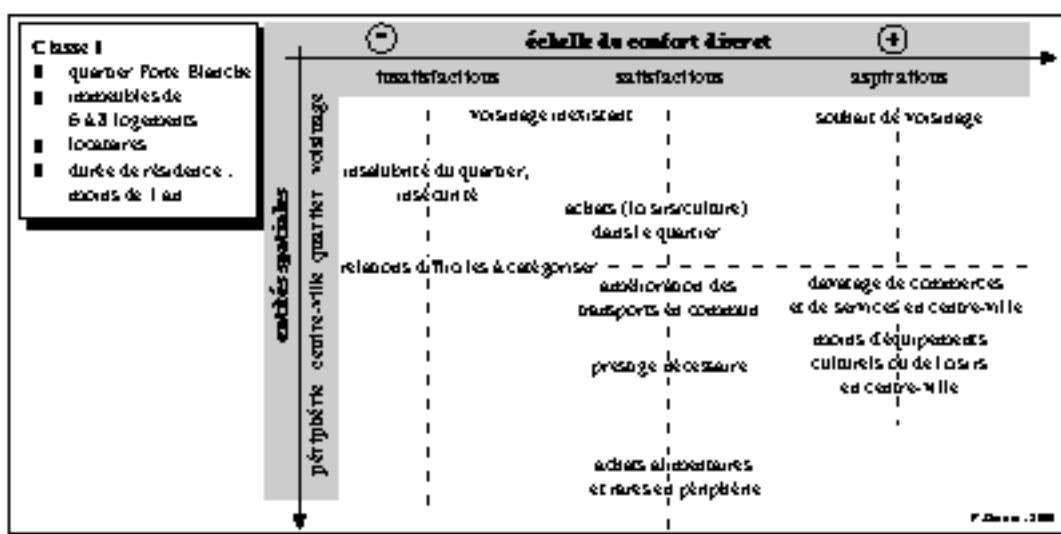 Classe 1
quartier Porte Blanche
immeubles de
6 à 8 logements
locataires
durée de résidence :
moins de 1 an
échelle du confort discret
insatisfactions
satisfactions
aspirations
entités spatiales
voisinage
quartier
centre-ville
périphérie
voisinage inexistant
souhait de voisinage
insalubrité du quartier,
insécurité
achats (loisirs/culture)
dans le quartier
relations difficiles à catégoriser
amélioration des
transports en commun
davatage de commerces
et de services en centre-ville
moins d'équipements
culturels ou de loisirs
en centre-ville
passage nécessaire
achats alimentaires
et rares en périphérie